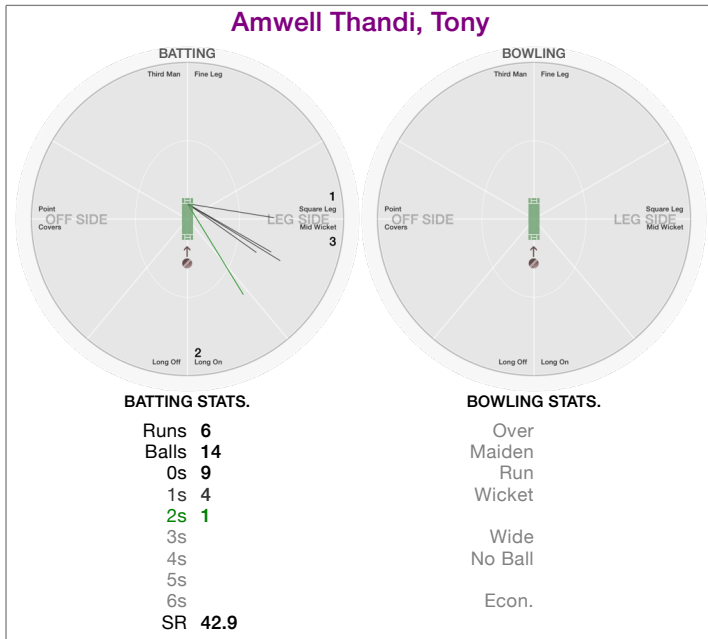 Amwell Thandi, Tony
BATTING
Third Man Fine Leg
1
Point Square Leg
OFF SIDE LEG SIDE
Covers Mid Wicket
3
2
Long Off Long On
BOWLING
Third Man Fine Leg
Point Square Leg
OFF SIDE LEG SIDE
Covers Mid Wicket
Long Off Long On
BATTING STATS.
Runs 6
Balls 14
0s 9
1s 4
2s 1
3s
4s
5s
6s
SR 42.9
BOWLING STATS.
Over
Maiden
Run
Wicket
Wide
No Ball
Econ.